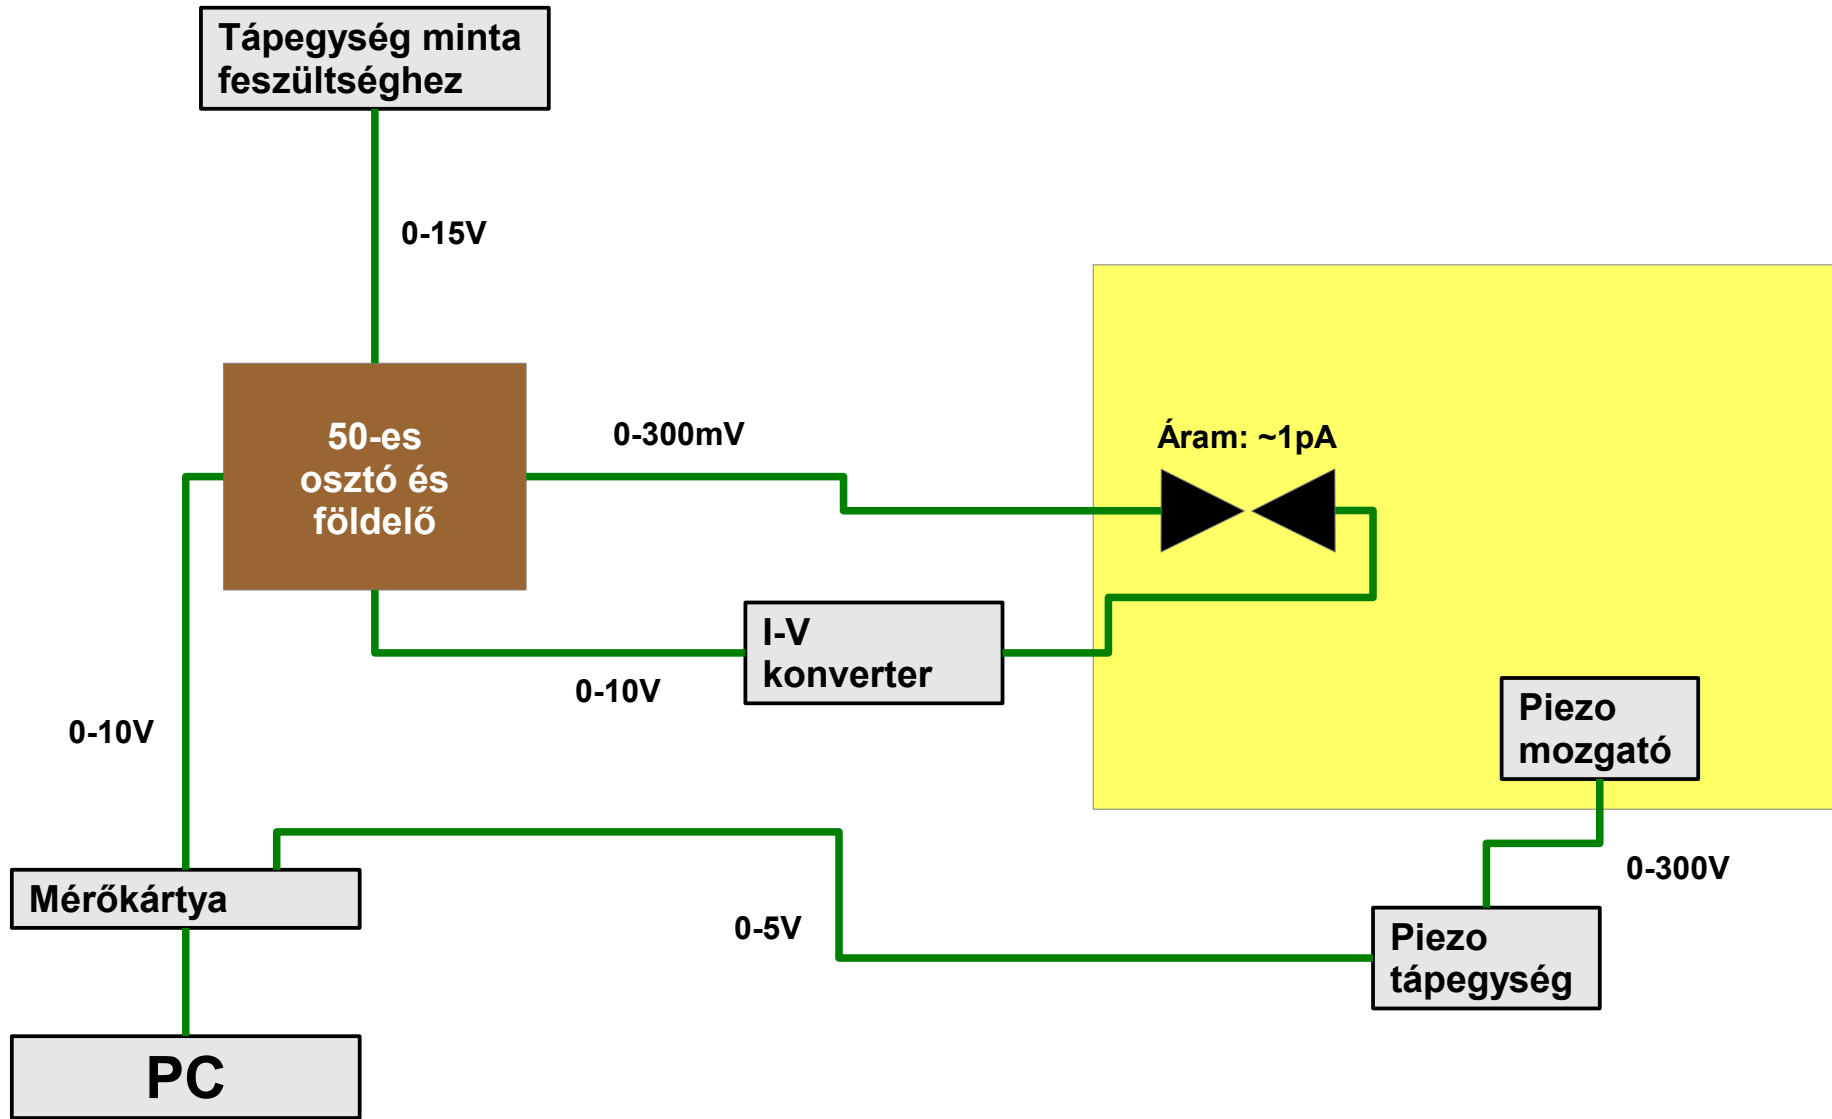 Tápegység minta
feszültséghez
0-15V
50-es
osztó és
földelő
0-300mV
Áram: ~1pA
I-V
konverter
0-10V
0-10V
Piezo
mozgató
0-300V
Mérőkártya
0-5V
Piezo
tápegység
PC